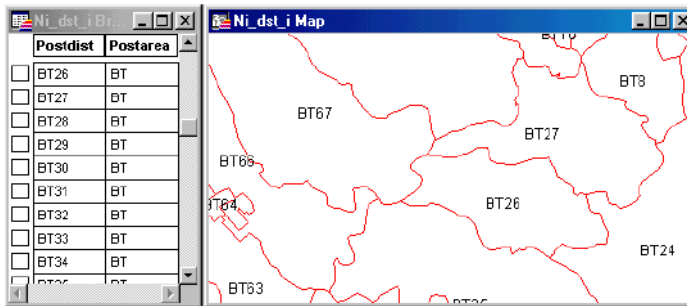 Ni_dst_i Br...
Postdist Postarea
BT26 BT
BT27 BT
BT28 BT
BT29 BT
BT30 BT
BT31 BT
BT32 BT
BT33 BT
BT34 BT
Ni_dst_i Map
BT8
BT67
BT27
BT66
BT64
BT26
BT24
BT63